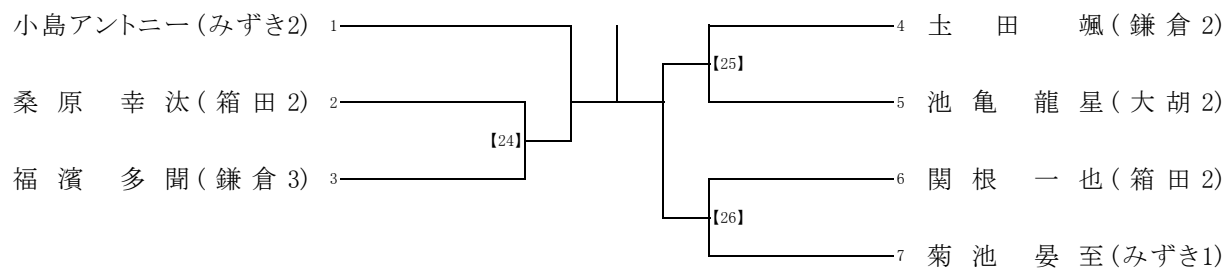 小島アントニー(みずき2) 1
桑原 幸汰(箱田2) 2
【24】
福濱 多聞(鎌倉3) 3
4 圡田 颯(鎌倉2)
【25】
5 池亀 龍星(大胡2)
6 関根 一也(箱田2)
【26】
7 菊池 晏至(みずき1)